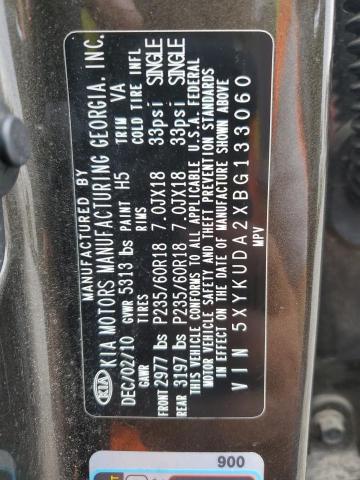 MANUFACTURED BY
KIA KIA MOTORS MANUFACTURING GEORGIA, INC.
DEC/02/10 GVWR 5313 lbs PAINT H5 TRIM VA
GAWR TIRES RIMS COLD TIRE INFL
FRONT 2977 lbs P235/60R18 7.0JX18 33psi SINGLE
REAR 3197 lbs P235/60R18 7.0JX18 33psi SINGLE
THIS VEHICLE CONFORMS TO ALL APPLICABLE U.S.A. FEDERAL
MOTOR VEHICLE SAFETY AND THEFT PREVENTION STANDARDS
IN EFFECT ON THE DATE OF MANUFACTURE SHOWN ABOVE.
VIN 5XYKUDA2XBG133060
MPV
900